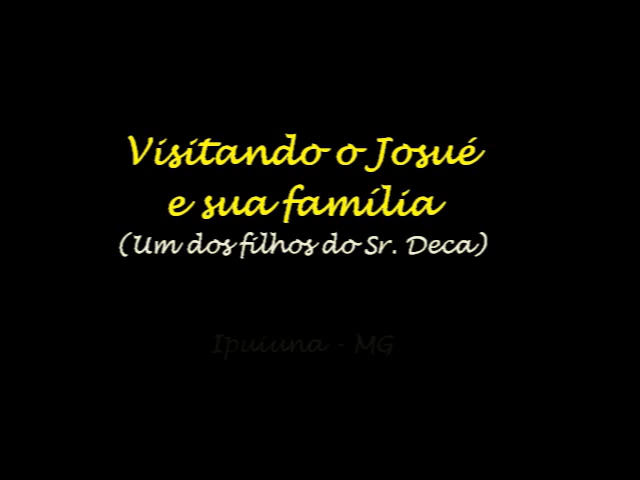 Visitando o Josué
e sua família
(Um dos filhos do Sr. Deca)
Ipuiuna - MG